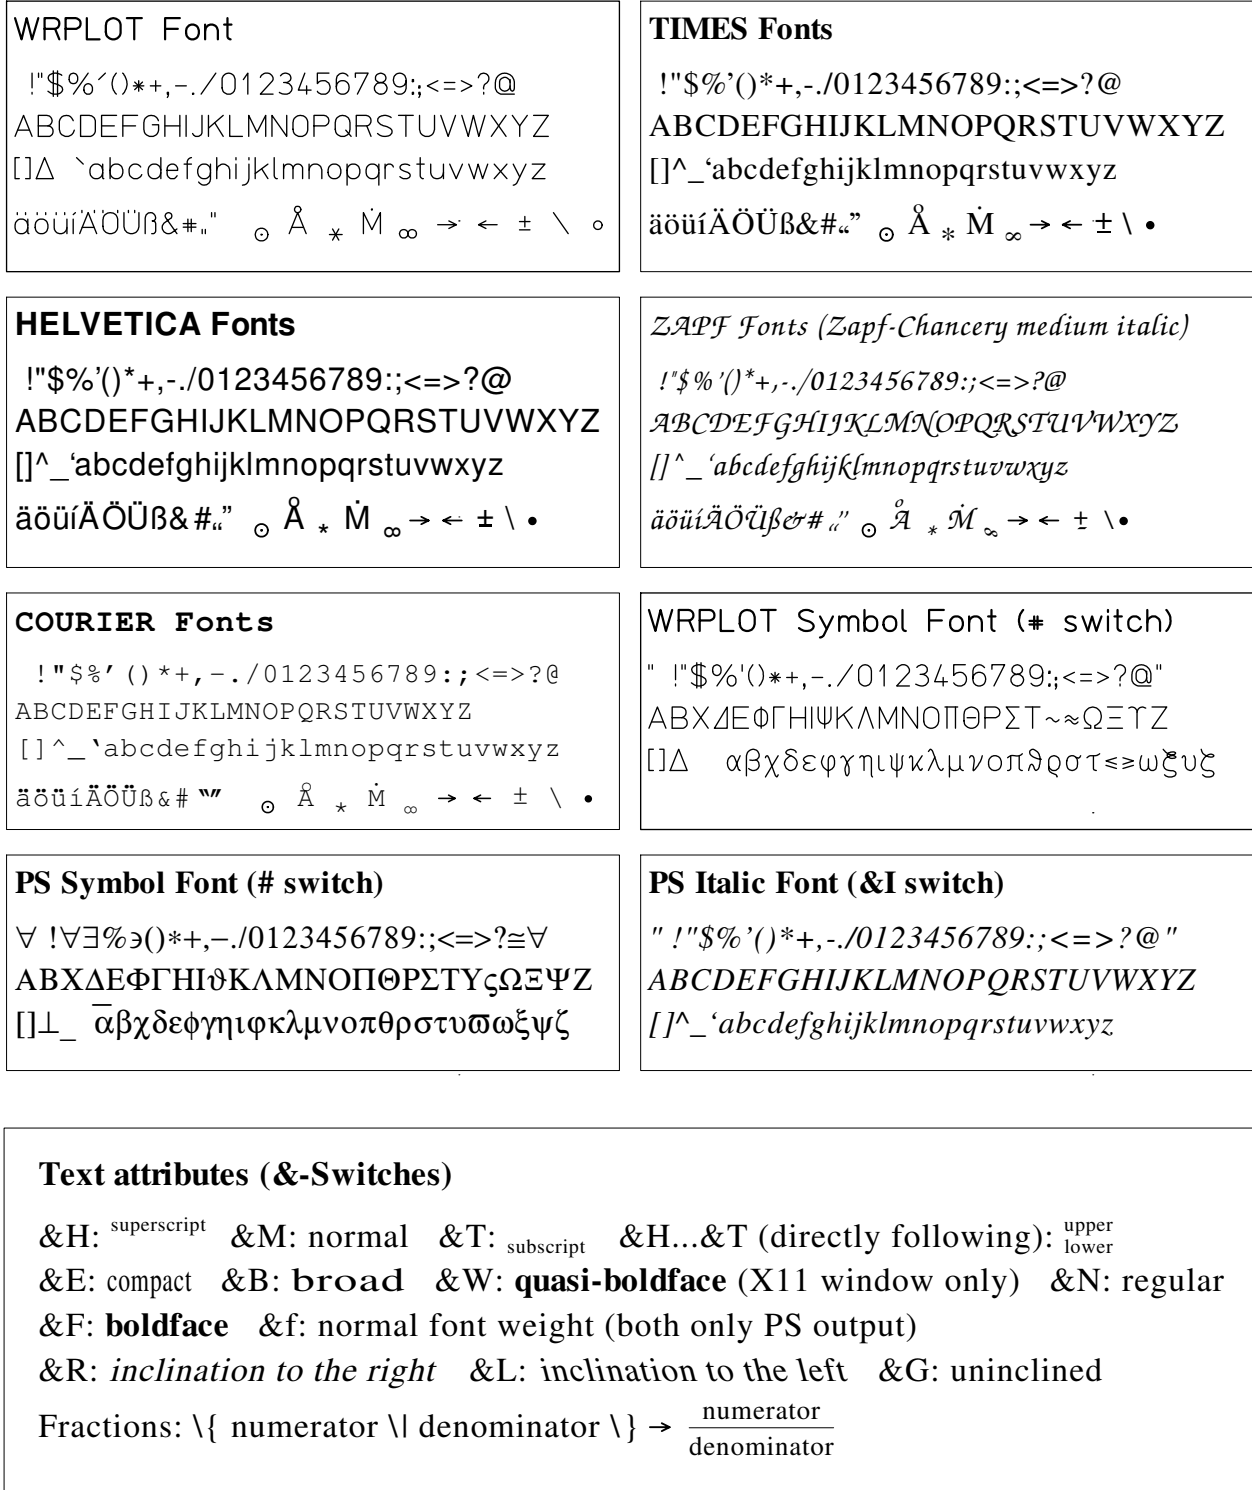 WRPLOT Font
!"$%´()*+,-./0123456789:;<=>?@
ABCDEFGHIJKLMNOPQRSTUVWXYZ
[]Δ `abcdefghijklmnopqrstuvwxyz
äöüíÄÖÜß&#„" ⊙ Å * Ṁ ∞ → ← ± \ ∘
TIMES Fonts
!"$%’()*+,-./0123456789:;<=>?@
ABCDEFGHIJKLMNOPQRSTUVWXYZ
[]^_‘abcdefghijklmnopqrstuvwxyz
äöüíÄÖÜß&#“” ⊙ Å * Ṁ ∞ → ← ± \ •
HELVETICA Fonts
!"$%’()*+,-./0123456789:;<=>?@
ABCDEFGHIJKLMNOPQRSTUVWXYZ
[]^_‘abcdefghijklmnopqrstuvwxyz
äöüíÄÖÜß&#“” ⊙ Å * Ṁ ∞ → ← ± \ •
ZAPF Fonts (Zapf-Chancery medium italic)
!"$%’()*+,-./0123456789:;<=>?@
ABCDEFGHIJKLMNOPQRSTUVWXYZ
[]^_‘abcdefghijklmnopqrstuvwxyz
äöüíÄÖÜß&#“” ⊙ Å * Ṁ ∞ → ← ± \ •
COURIER Fonts
!"$%’()*+,-./0123456789:;<=>?@
ABCDEFGHIJKLMNOPQRSTUVWXYZ
[]^_‘abcdefghijklmnopqrstuvwxyz
äöüíÄÖÜß&#“” ⊙ Å * Ṁ ∞ → ← ± \ •
WRPLOT Symbol Font (# switch)
" !"$%'()*+,-./0123456789:;<=>?@"
ΑΒΧΔΕΦΓΗΙΨΚΛΜΝΟΠΘΡΣΤ~≈ΩΞϒΖ
[]Δ αβχδεφγηιψκλμνοπϑρστ≤≥ωξυζ
PS Symbol Font (# switch)
∀ !∀∃%∋()∗+,−./0123456789:;<=>?≅∀
ΑΒΧΔΕΦΓΗΙϑΚΛΜΝΟΠΘΡΣΤΥςΩΞΨΖ
[]⊥_ ‾αβχδεφγηιϕκλμνοπθρστυϖωξψζ
PS Italic Font (&I switch)
" !"$%’()*+,-./0123456789:;<=>?@"
ABCDEFGHIJKLMNOPQRSTUVWXYZ
[]^_‘abcdefghijklmnopqrstuvwxyz
Text attributes (&-Switches)
&H: superscript &M: normal &T: subscript &H...&T (directly following): upper lower
&E: compact &B: broad &W: quasi-boldface (X11 window only) &N: regular
&F: boldface &f: normal font weight (both only PS output)
&R: inclination to the right &L: inclination to the left &G: uninclined
Fractions: \{ numerator \| denominator \} → numerator
denominator